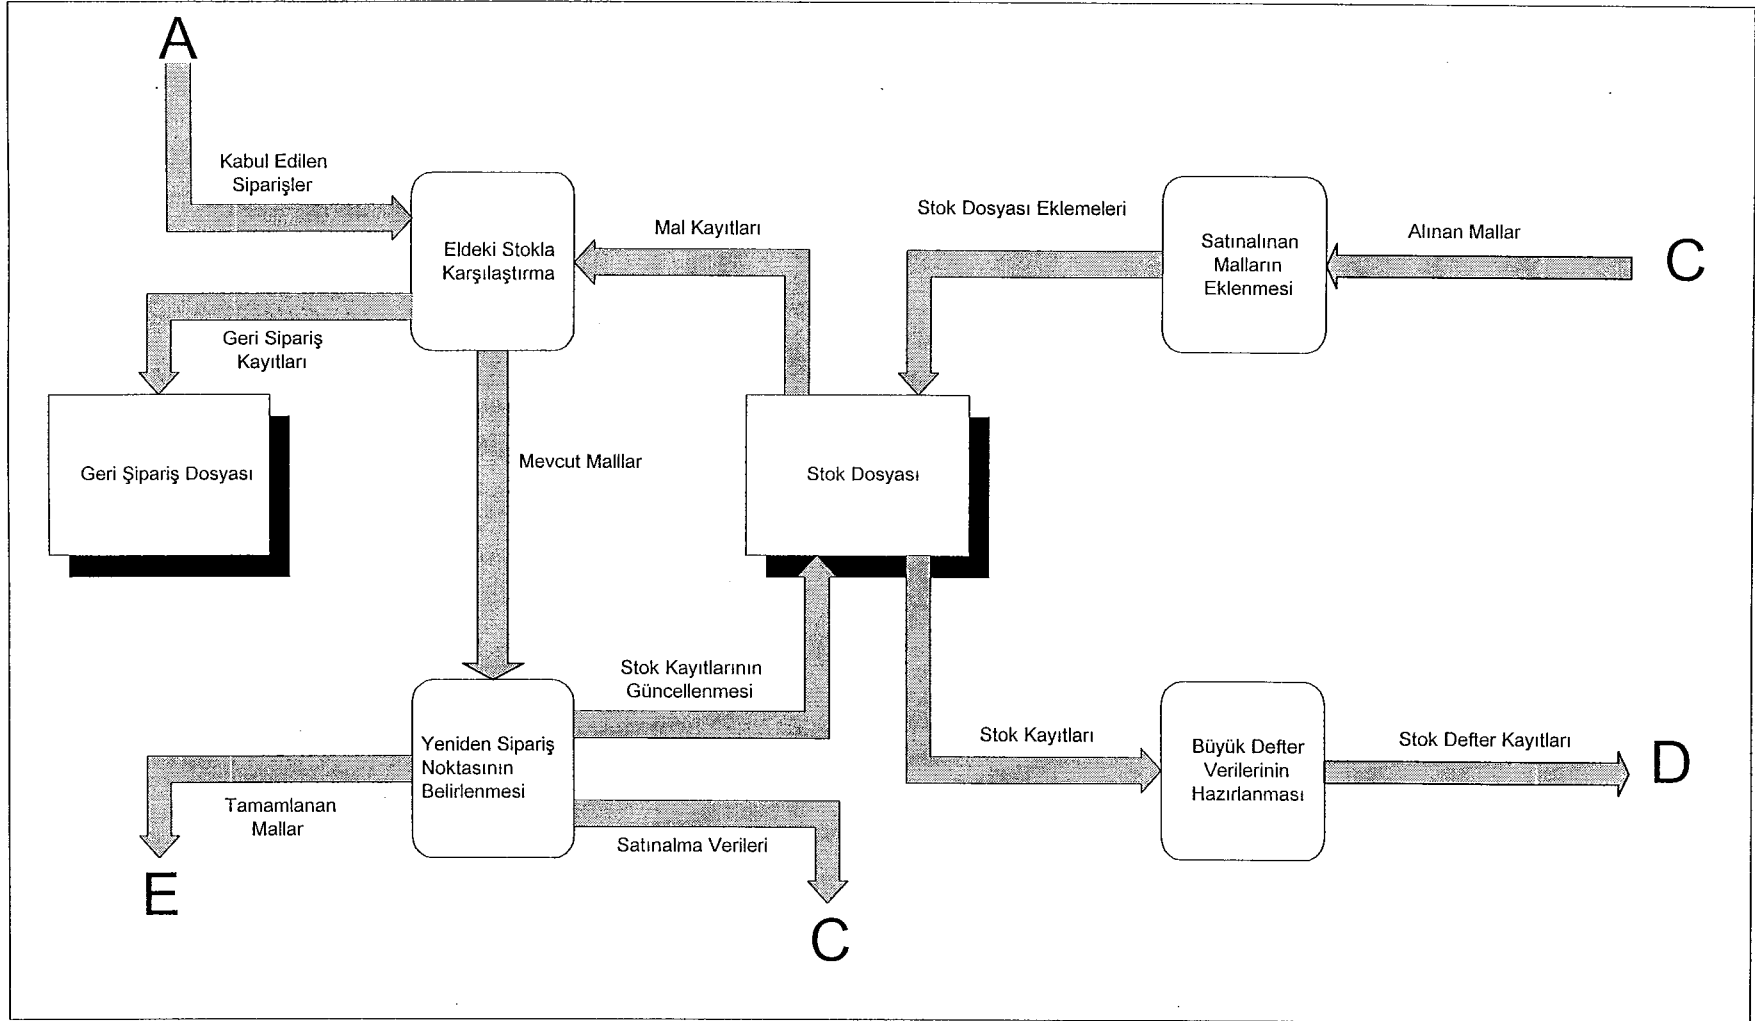 A
Kabul Edilen
Siparişler
Eldeki Stokla
Karşılaştırma
Mal Kayıtları
Stok Dosyası Eklemeleri
Satınalınan
Malların
Eklenmesi
Alınan Mallar
C
Geri Sipariş
Kayıtları
Geri Şipariş Dosyası
Mevcut Malllar
Stok Dosyası
Stok Kayıtlarının
Güncellenmesi
Yeniden Sipariş
Noktasının
Belirlenmesi
Stok Kayıtları
Büyük Defter
Verilerinin
Hazırlanması
Stok Defter Kayıtları
D
Tamamlanan
Mallar
E
Satınalma Verileri
C